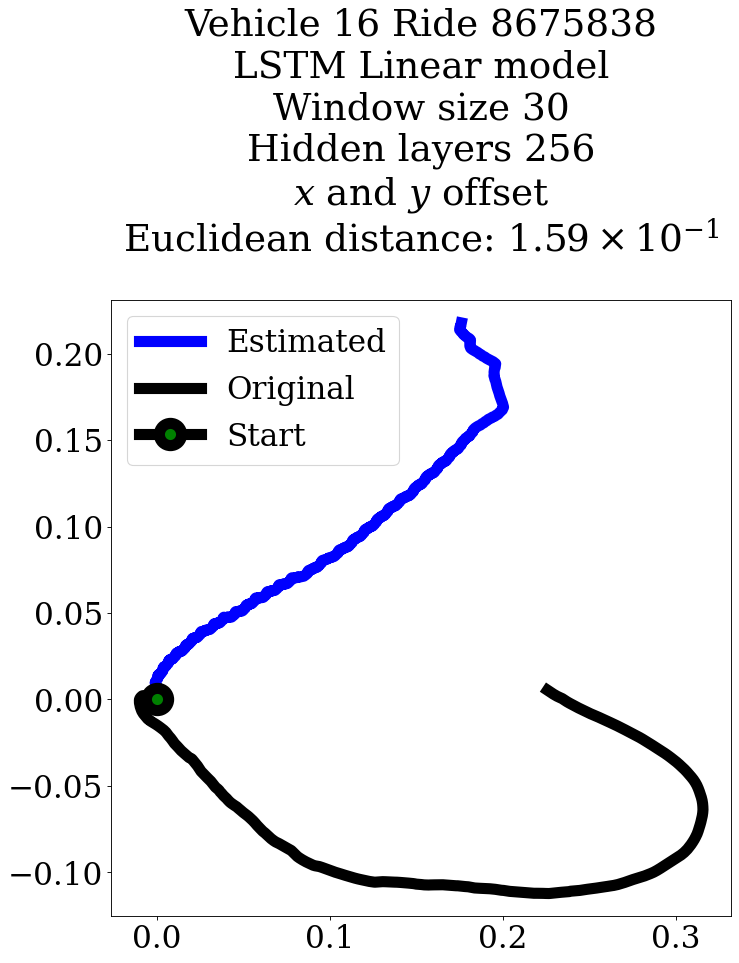 Vehicle 16 Ride 8675838
LSTM Linear model
Window size 30
Hidden layers 256
x and y offset
Euclidean distance: 1.59 × 10⁻¹
Estimated
Original
Start
0.20
0.15
0.10
0.05
0.00
−0.05
−0.10
0.0 0.1 0.2 0.3